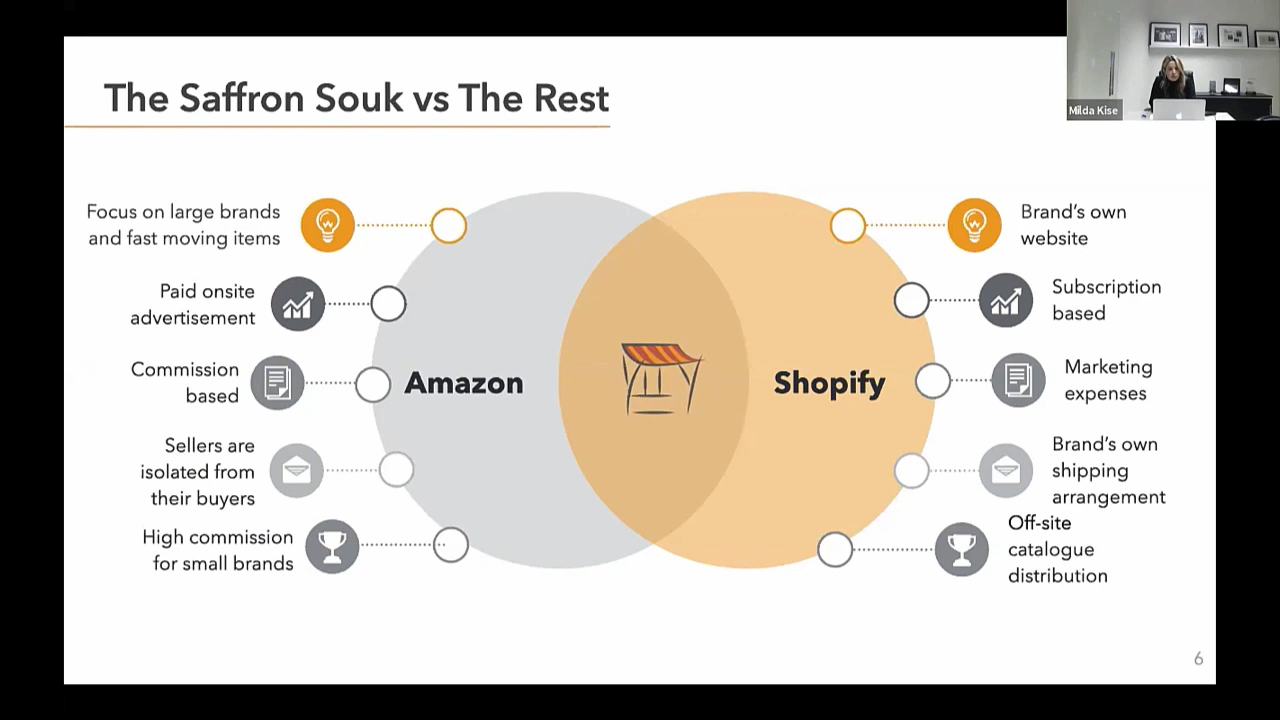 The Saffron Souk vs The Rest
Milda Kise
Focus on large brands
and fast moving items
Paid onsite
advertisement
Commission
based
Sellers are
isolated from
their buyers
High commission
for small brands
Amazon
Shopify
Brand's own
website
Subscription
based
Marketing
expenses
Brand's own
shipping
arrangement
Off-site
catalogue
distribution
6